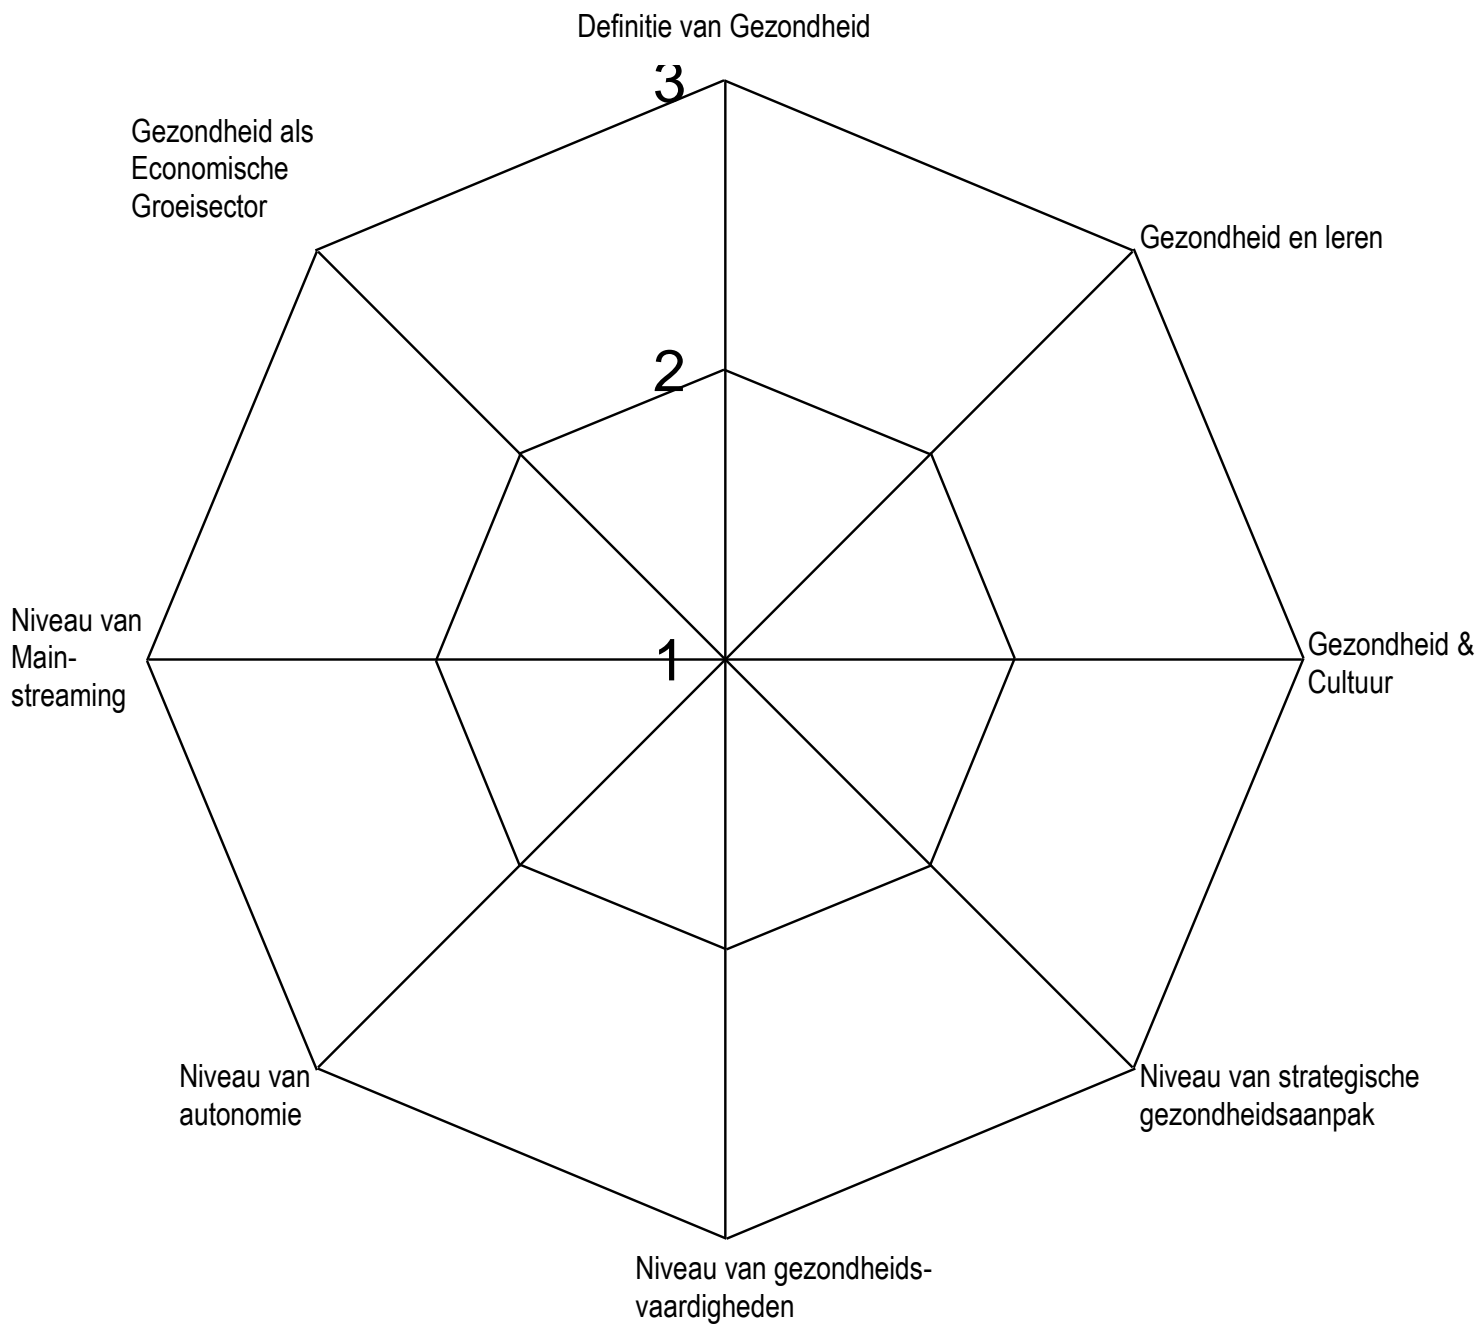 Definitie van Gezondheid
3
Gezondheid als
Economische
Groeisector
Gezondheid en leren
2
Niveau van
Main-
streaming
1
Gezondheid &
Cultuur
Niveau van
autonomie
Niveau van strategische
gezondheidsaanpak
Niveau van gezondheids-
vaardigheden